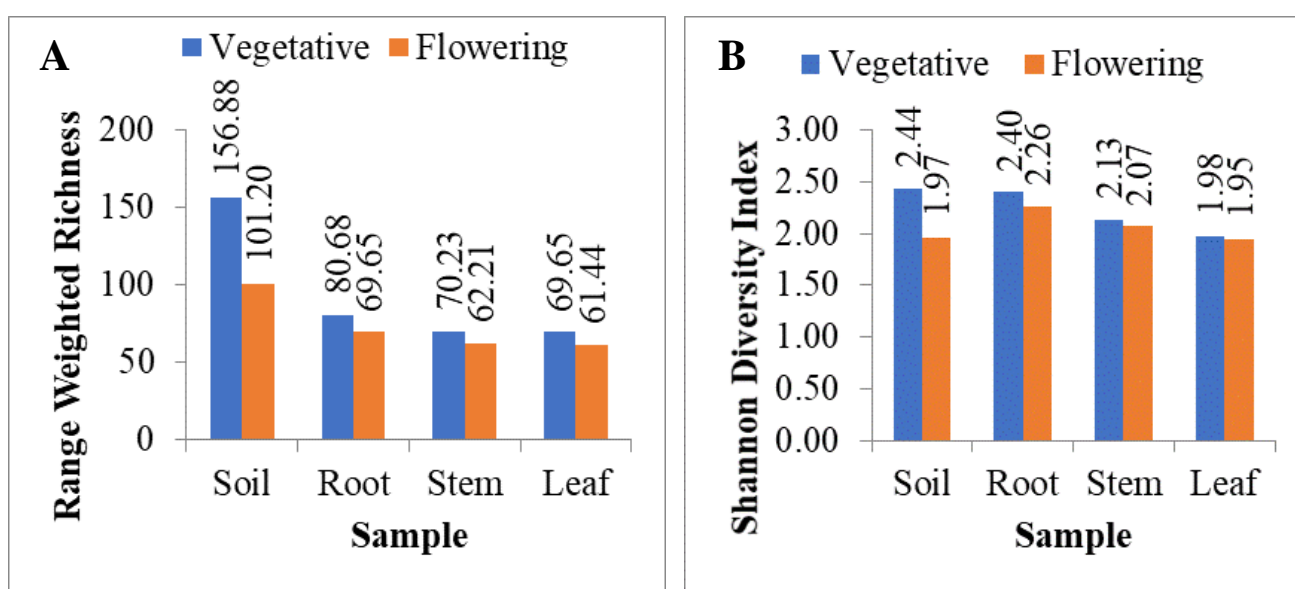 A
Vegetative Flowering
Range Weighted Richness
200
150
100
50
0
156.88
101.20
80.68
69.65
70.23
62.21
69.65
61.44
Soil Root Stem Leaf
Sample
B
Vegetative Flowering
Shannon Diversity Index
3.00
2.50
2.00
1.50
1.00
0.50
0.00
2.44
1.97
2.40
2.26
2.13
2.07
1.98
1.95
Soil Root Stem Leaf
Sample